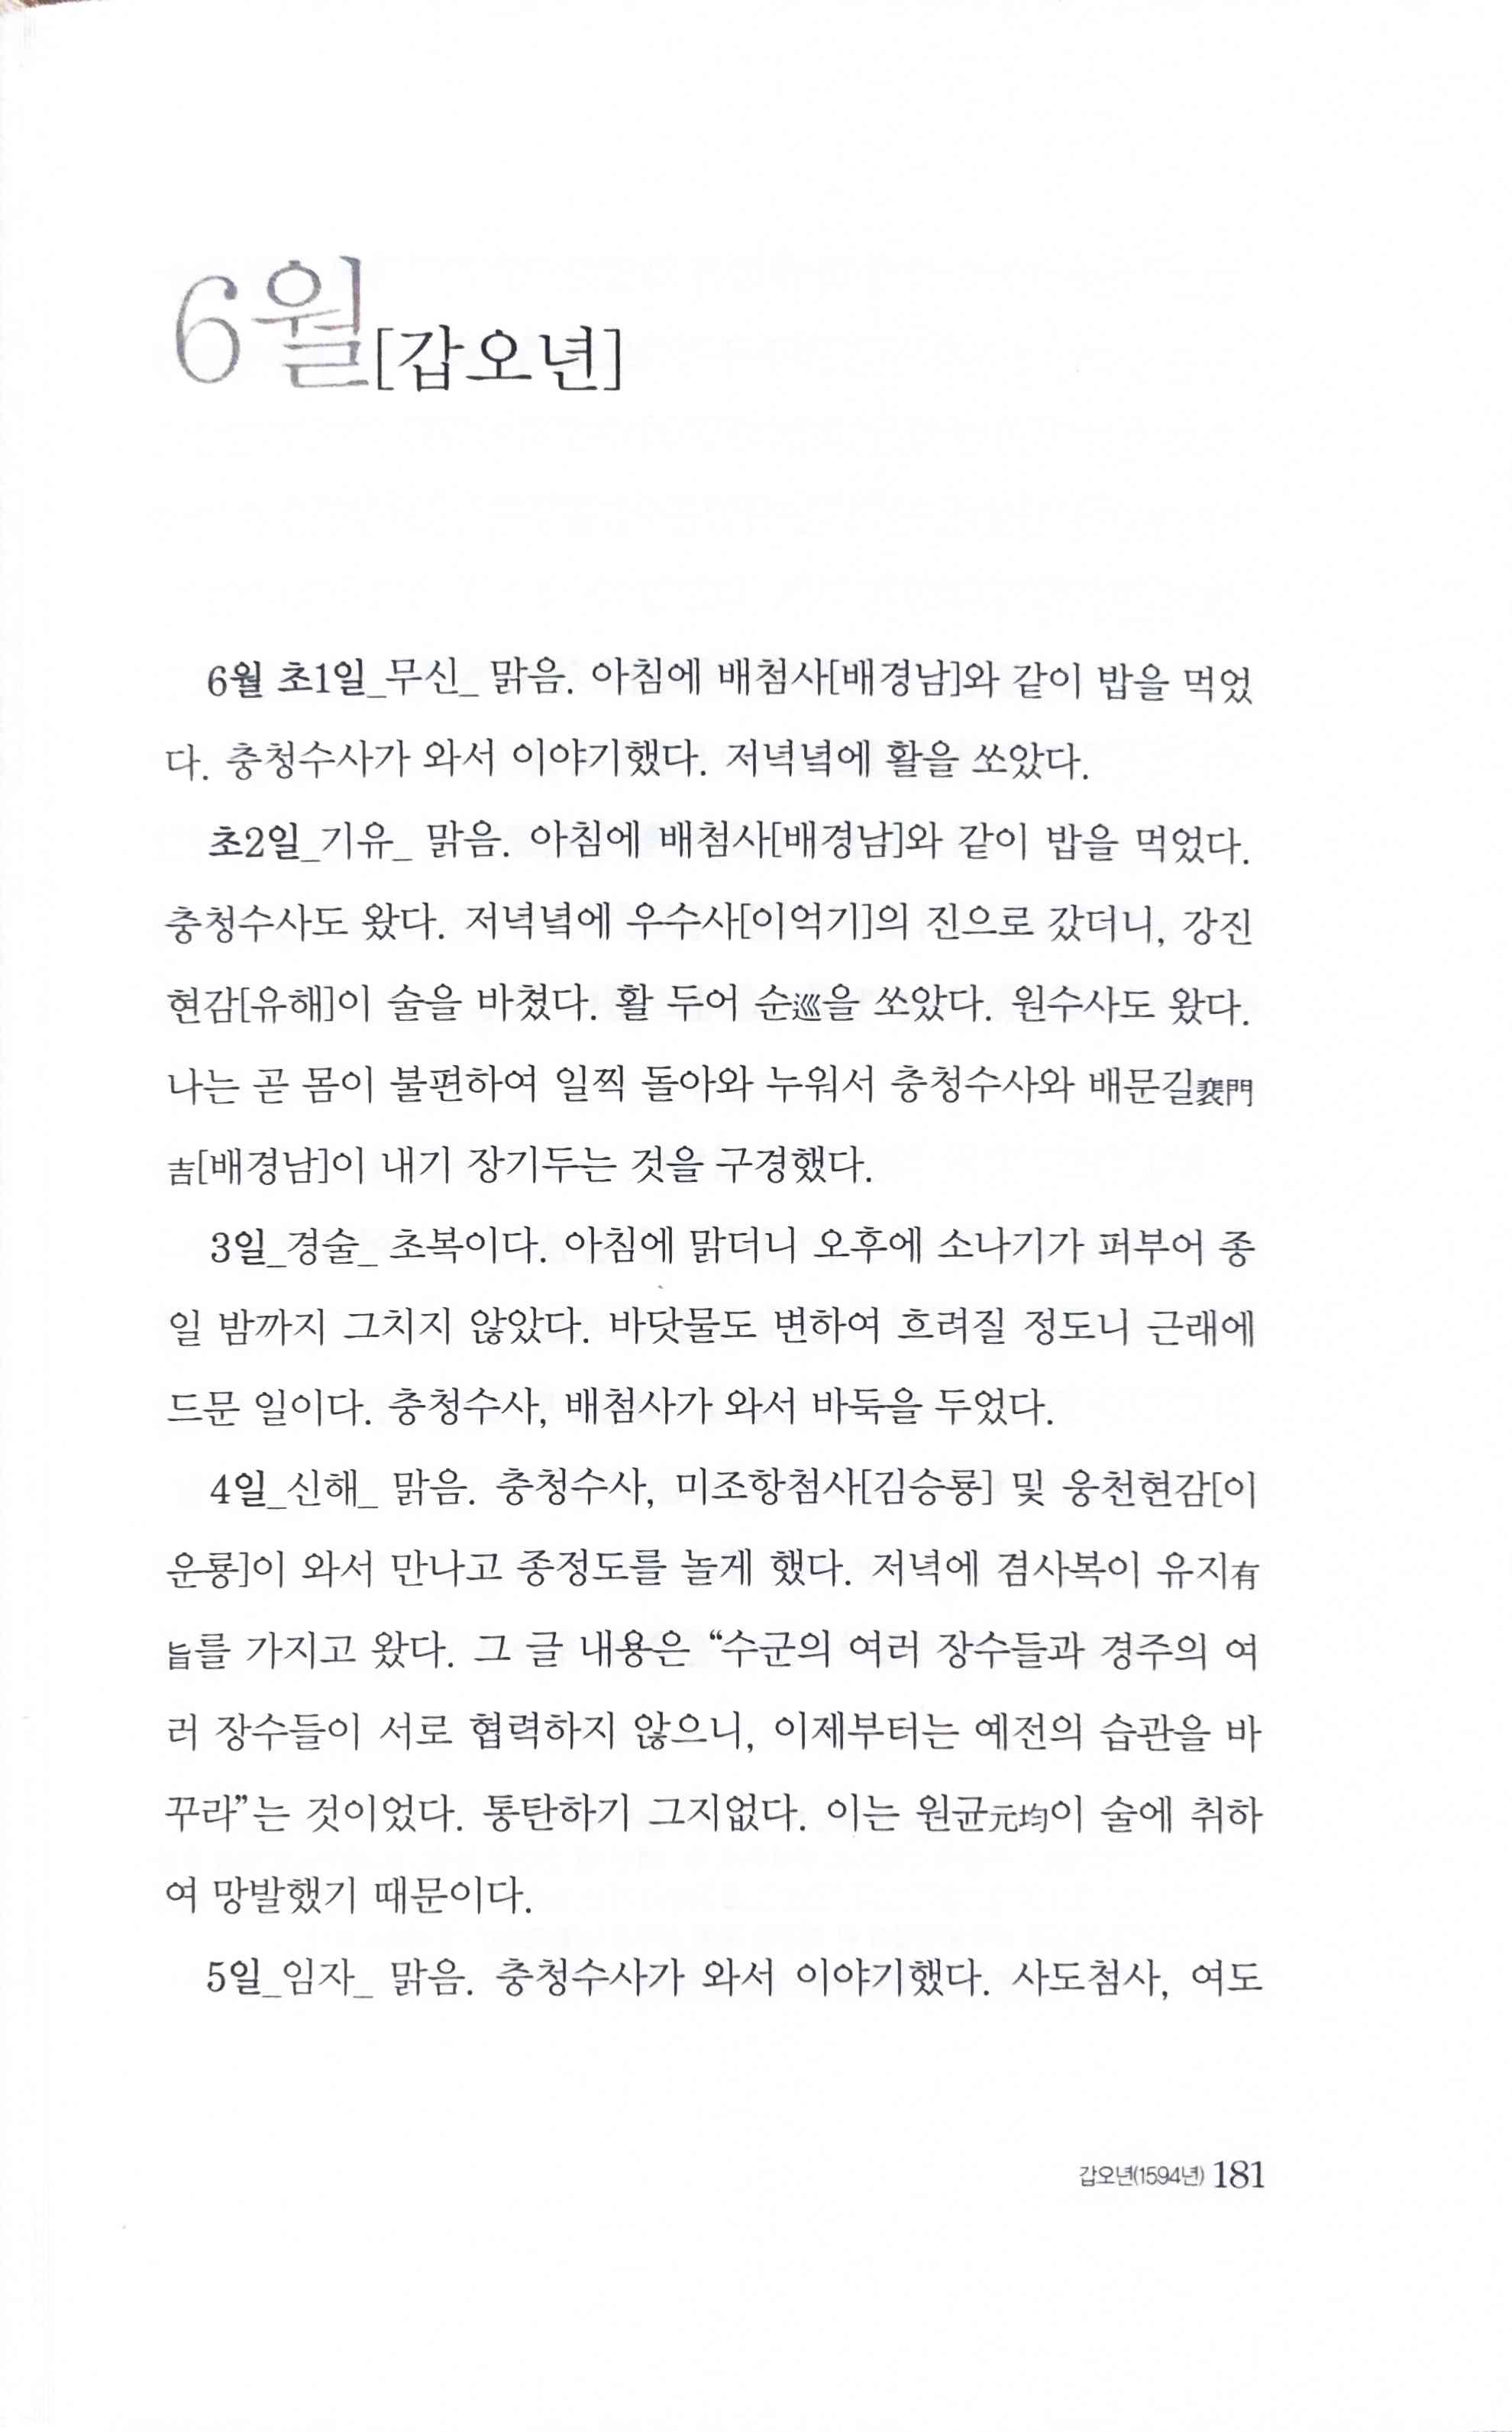 6월[갑오년]
6월 초1일_무신_ 맑음. 아침에 배첨사[배경남]와 같이 밥을 먹었
다. 충청수사가 와서 이야기했다. 저녁녘에 활을 쏘았다.
초2일_기유_ 맑음. 아침에 배첨사[배경남]와 같이 밥을 먹었다.
충청수사도 왔다. 저녁녘에 우수사[이억기]의 진으로 갔더니, 강진
현감[유해]이 술을 바쳤다. 활 두어 순巡을 쏘았다. 원수사도 왔다.
나는 곧 몸이 불편하여 일찍 돌아와 누워서 충청수사와 배문길裵門
吉[배경남]이 내기 장기두는 것을 구경했다.
3일_경술_ 초복이다. 아침에 맑더니 오후에 소나기가 퍼부어 종
일 밤까지 그치지 않았다. 바닷물도 변하여 흐려질 정도니 근래에
드문 일이다. 충청수사, 배첨사가 와서 바둑을 두었다.
4일_신해_ 맑음. 충청수사, 미조항첨사[김승룡] 및 웅천현감[이
운룡]이 와서 만나고 종정도를 놀게 했다. 저녁에 겸사복이 유지有
旨를 가지고 왔다. 그 글 내용은 “수군의 여러 장수들과 경주의 여
러 장수들이 서로 협력하지 않으니, 이제부터는 예전의 습관을 바
꾸라”는 것이었다. 통탄하기 그지없다. 이는 원균元均이 술에 취하
여 망발했기 때문이다.
5일_임자_ 맑음. 충청수사가 와서 이야기했다. 사도첨사, 여도
갑오년(1594년) 181